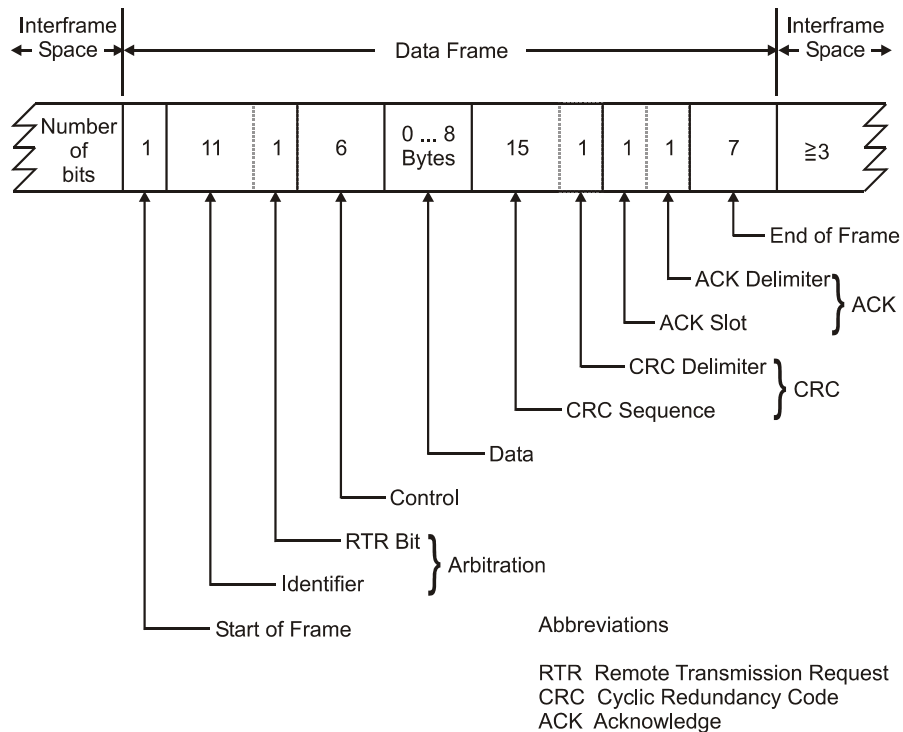 Interframe
Space
Data Frame
Interframe
Space
Number
of
bits
1
11
1
6
0 ... 8
Bytes
15
1
1
1
7
≧3
End of Frame
ACK Delimiter
ACK
ACK Slot
CRC Delimiter
CRC
CRC Sequence
Data
Control
RTR Bit
Arbitration
Identifier
Start of Frame
Abbreviations
RTR Remote Transmission Request
CRC Cyclic Redundancy Code
ACK Acknowledge